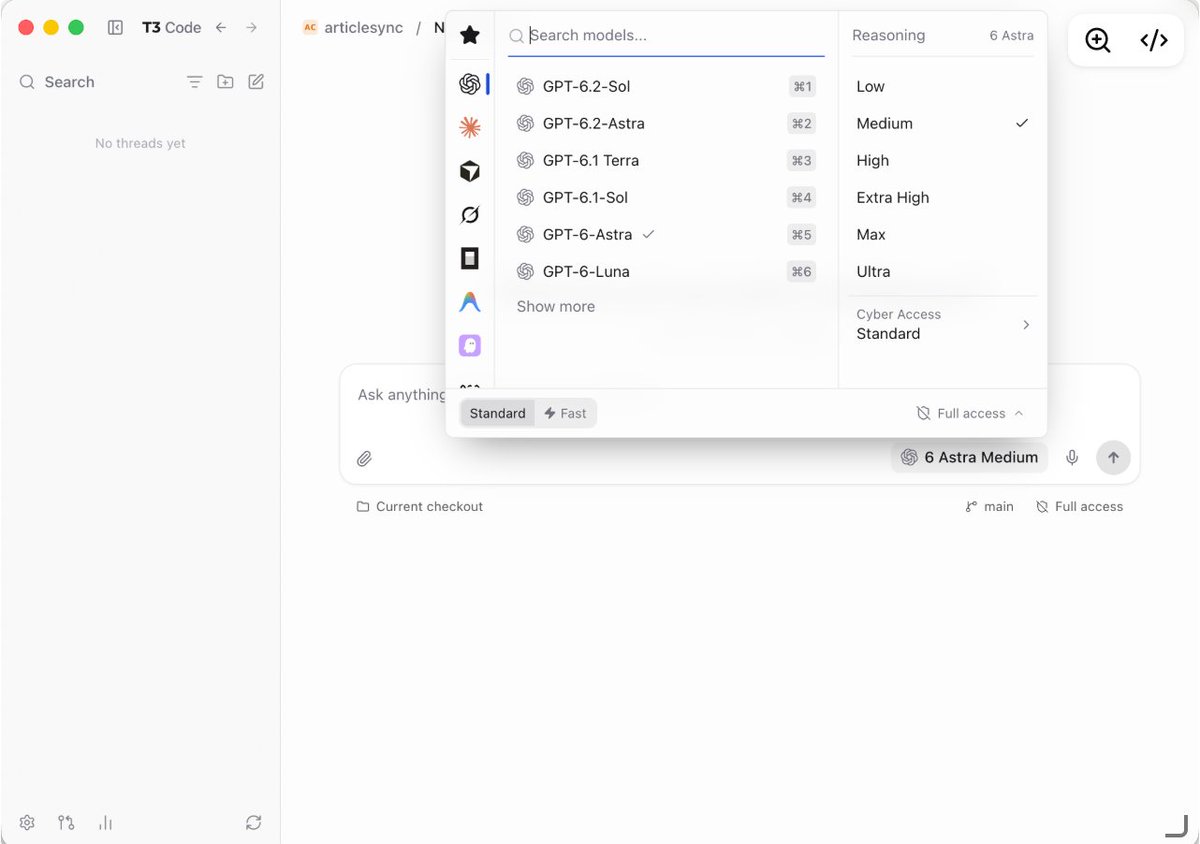 T3 Code
AC articlesync / N
Search
No threads yet
Search models...
GPT-6.2-Sol ⌘1
GPT-6.2-Astra ⌘2
GPT-6.1 Terra ⌘3
GPT-6.1-Sol ⌘4
GPT-6-Astra ⌘5
GPT-6-Luna ⌘6
Show more
Reasoning 6 Astra
Low
Medium
High
Extra High
Max
Ultra
Cyber Access
Standard
Standard Fast
Full access
Ask anything
6 Astra Medium
Current checkout
main Full access